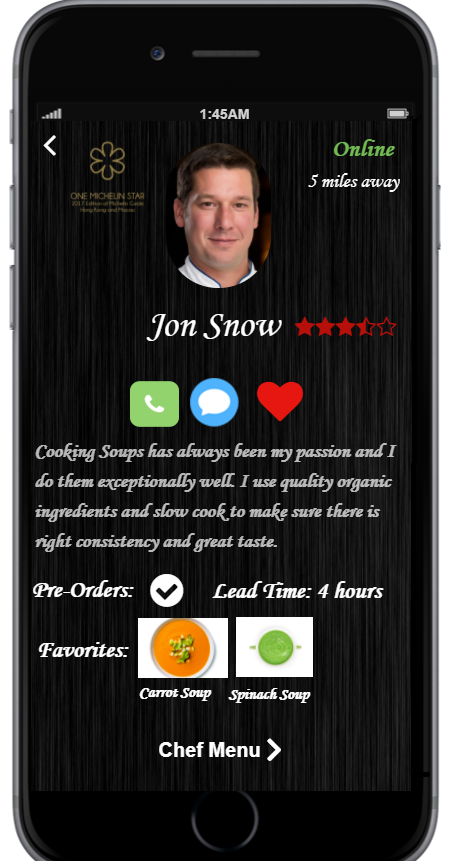 1:45AM
Online
5 miles away
ONE MICHELIN STAR
2017 Edition of Michelin Guide
Hong Kong and Macau
Jon Snow
Cooking Soups has always been my passion and I
do them exceptionally well. I use quality organic
ingredients and slow cook to make sure there is
right consistency and great taste.
Pre-Orders:
Lead Time: 4 hours
Favorites:
Carrot Soup
Spinach Soup
Chef Menu